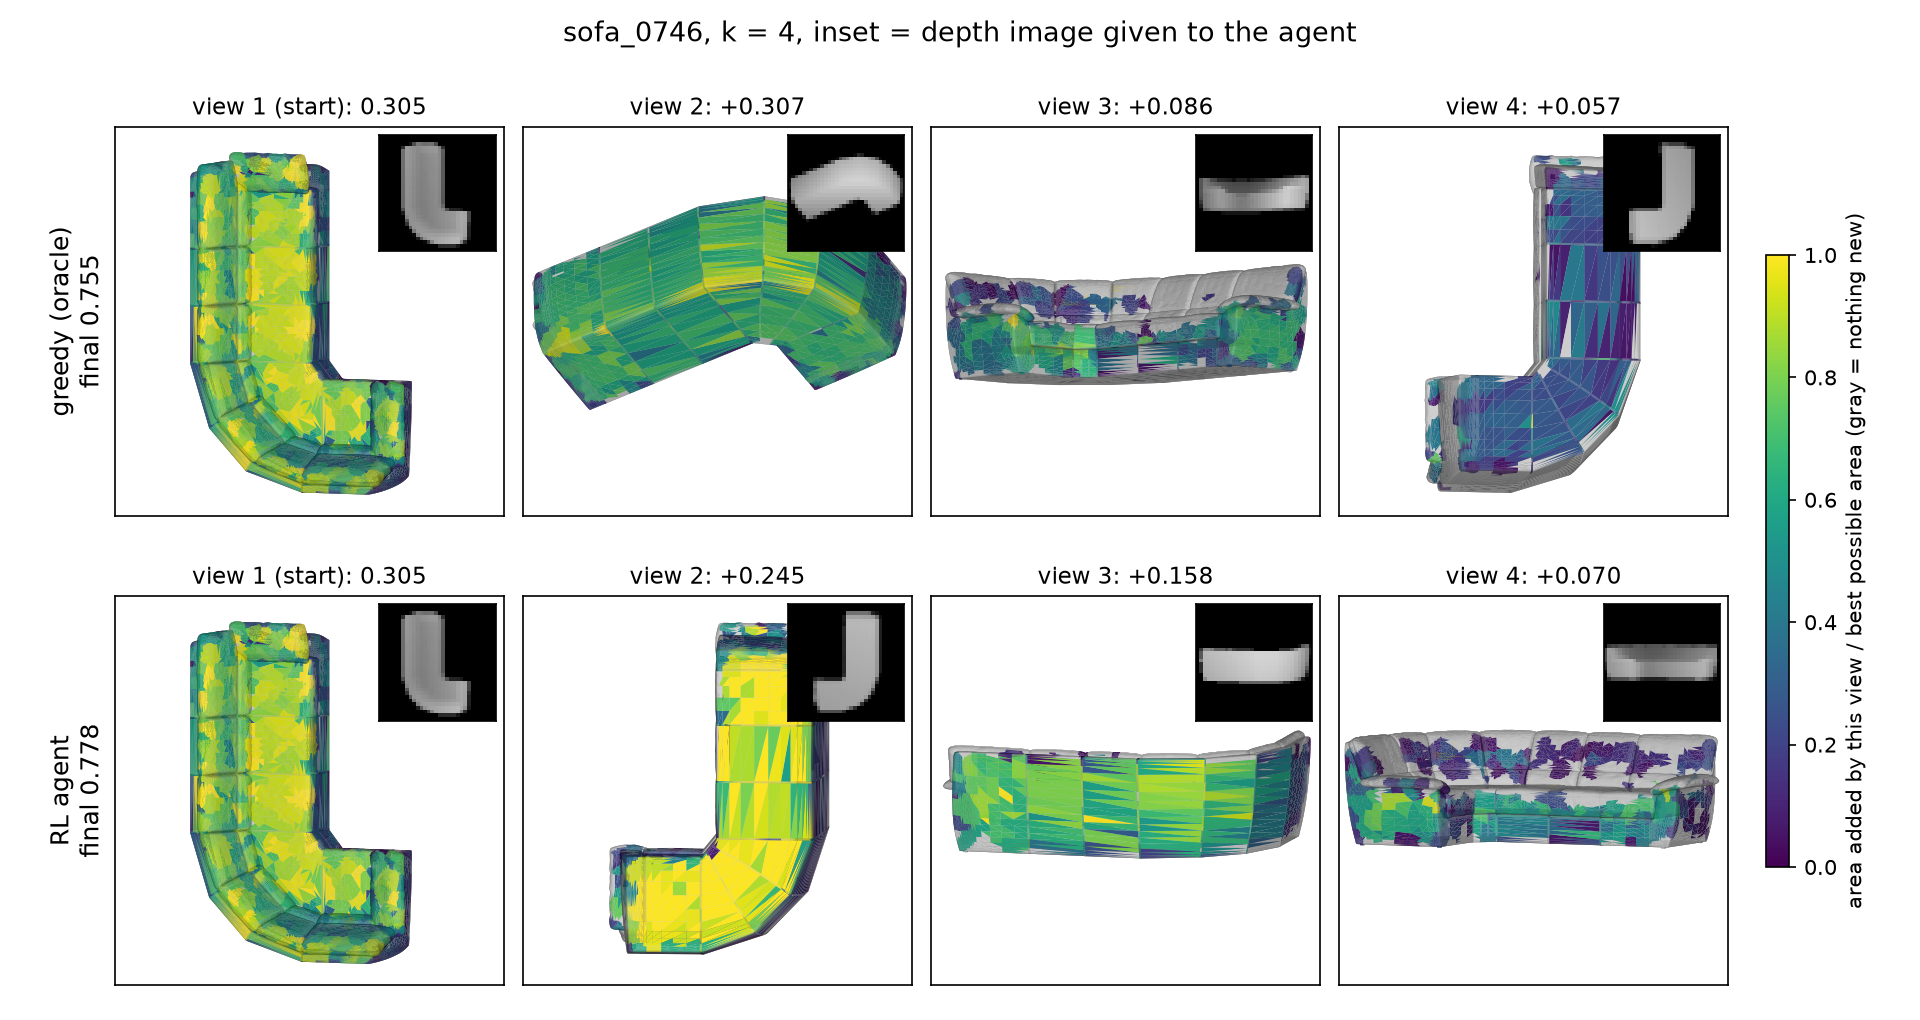 sofa_0746, k = 4, inset = depth image given to the agent
view 1 (start): 0.305
view 2: +0.307
view 3: +0.086
view 4: +0.057
greedy (oracle)
final 0.755
view 1 (start): 0.305
view 2: +0.245
view 3: +0.158
view 4: +0.070
RL agent
final 0.778
1.0
0.8
0.6
0.4
0.2
0.0
area added by this view / best possible area (gray = nothing new)